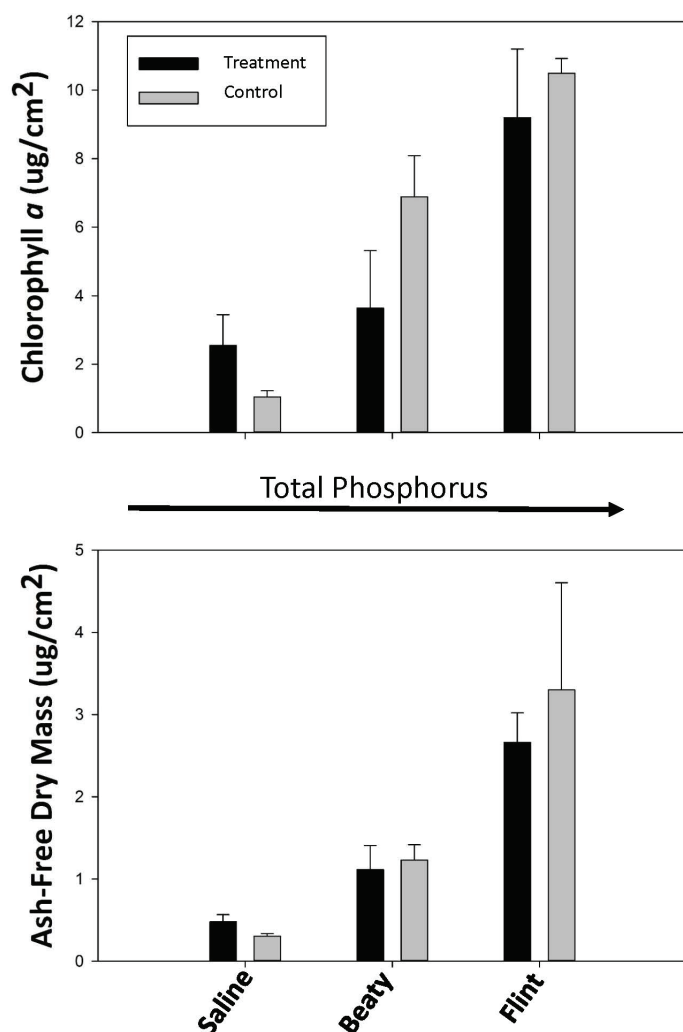 12
10
8
6
4
2
0
Chlorophyll a (ug/cm²)
Treatment
Control
Total Phosphorus
5
4
3
2
1
0
Ash-Free Dry Mass (ug/cm²)
Saline
Beaty
Flint